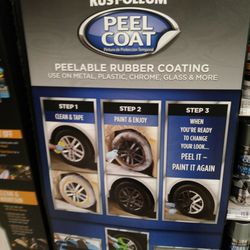 RUST-OLEUM
PEEL
COAT
Pintura de Protección Temporal
PEELABLE RUBBER COATING
USE ON METAL, PLASTIC, CHROME, GLASS & MORE
STEP 1
CLEAN & TAPE
STEP 2
PAINT & ENJOY
STEP 3
WHEN
YOU'RE READY
TO CHANGE
YOUR LOOK...
PEEL IT –
PAINT IT AGAIN